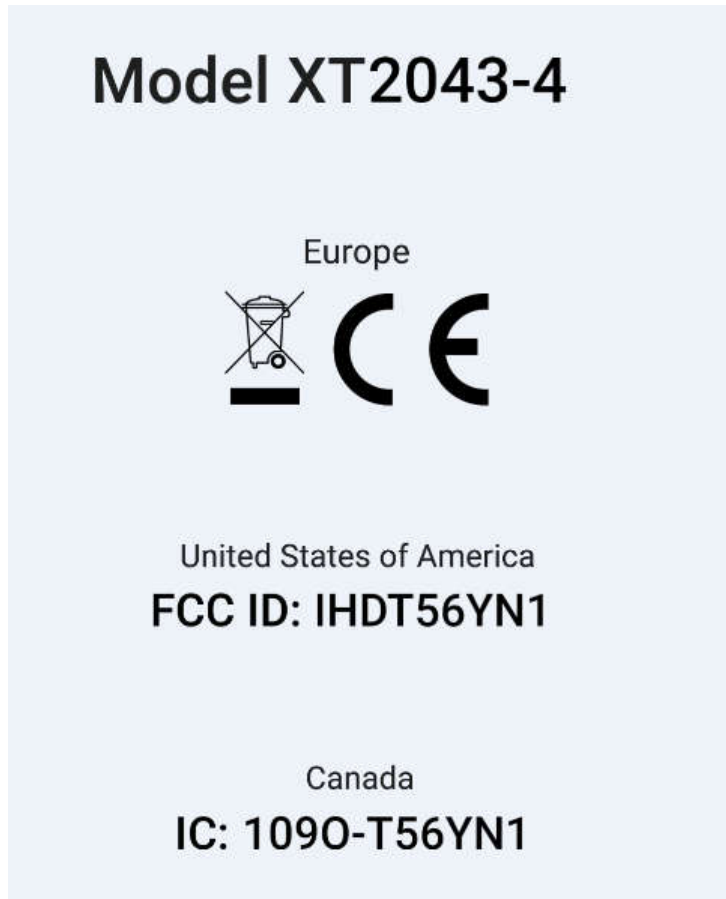 Model XT2043-4
Europe
CE
United States of America
FCC ID: IHDT56YN1
Canada
IC: 109O-T56YN1